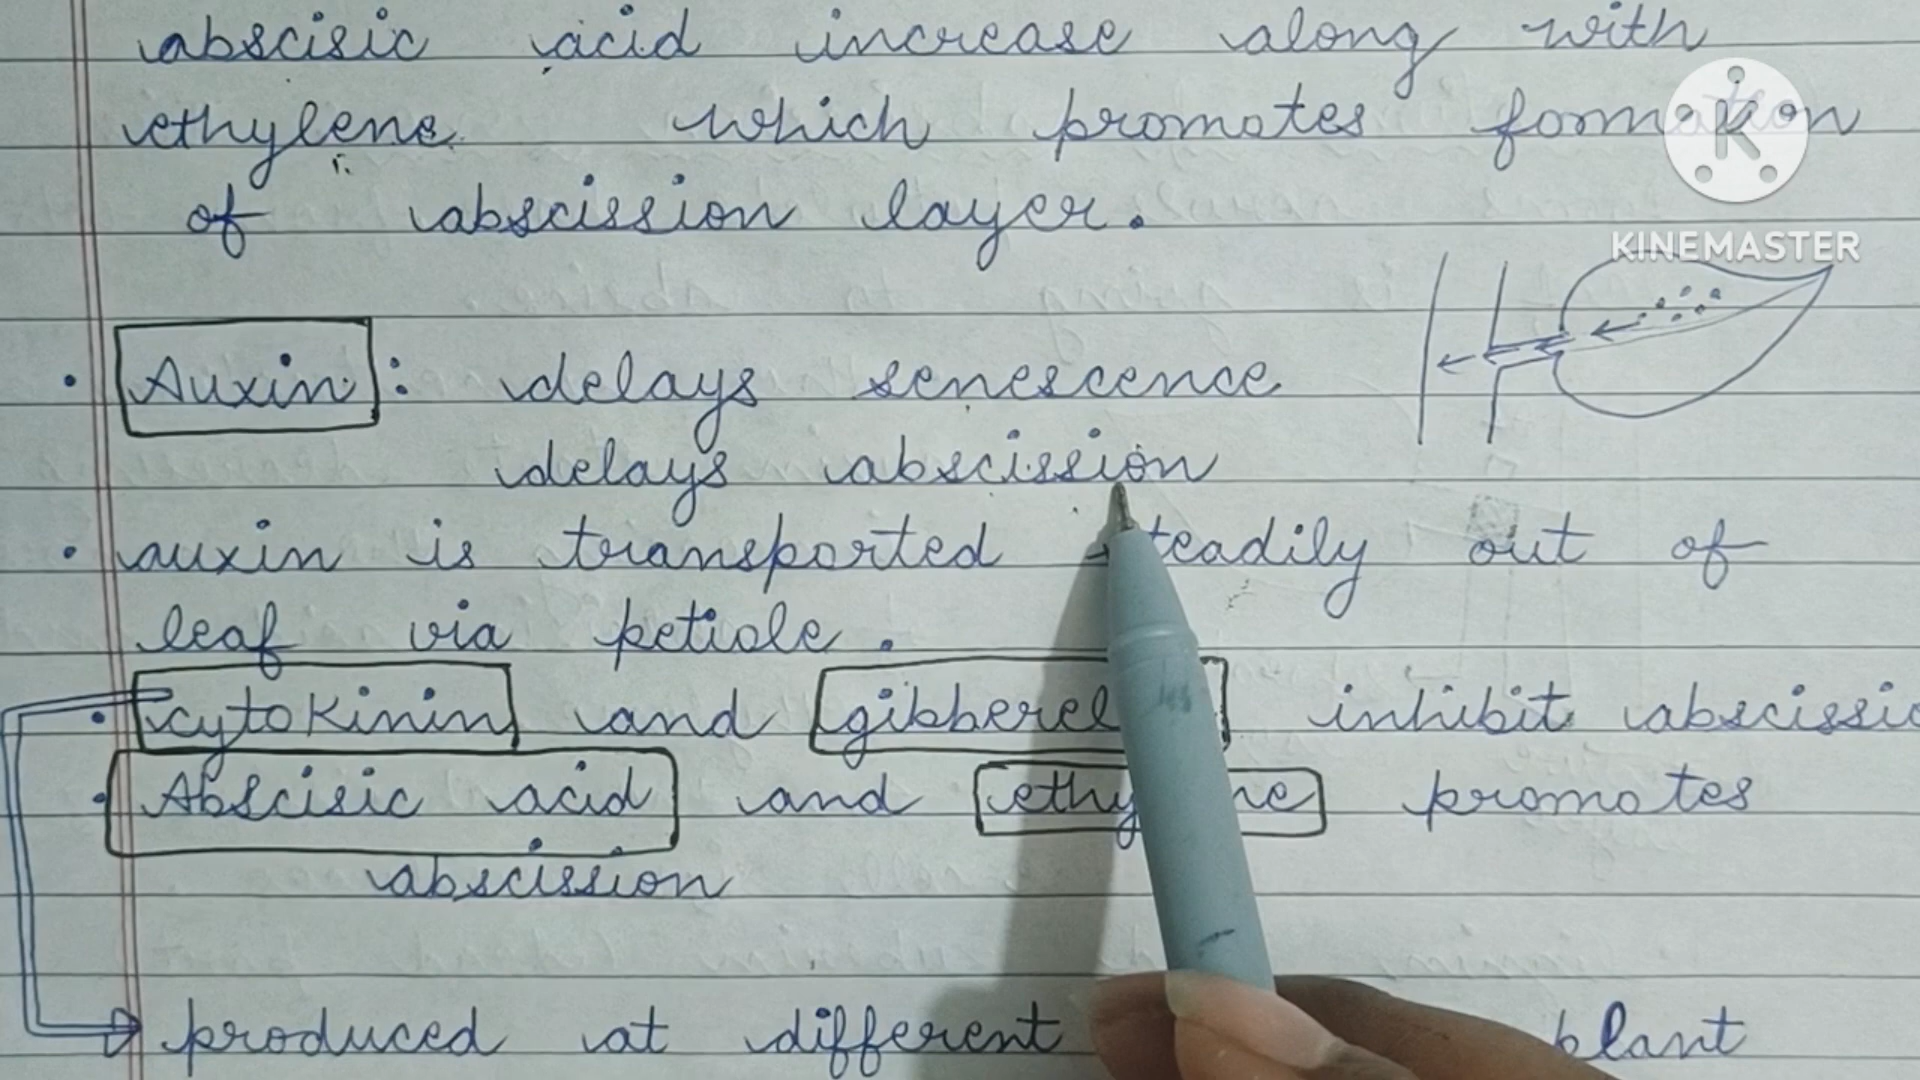 abscisic acid increase along with
ethylene which promotes formation
of abscission layer.
KINEMASTER
• Auxin : delays senescence
delays abscission
• auxin is transported steadily out of
leaf via petiole.
• cytokinin and inhibit
• Abscisic acid and promotes
abscission
produced at different plant